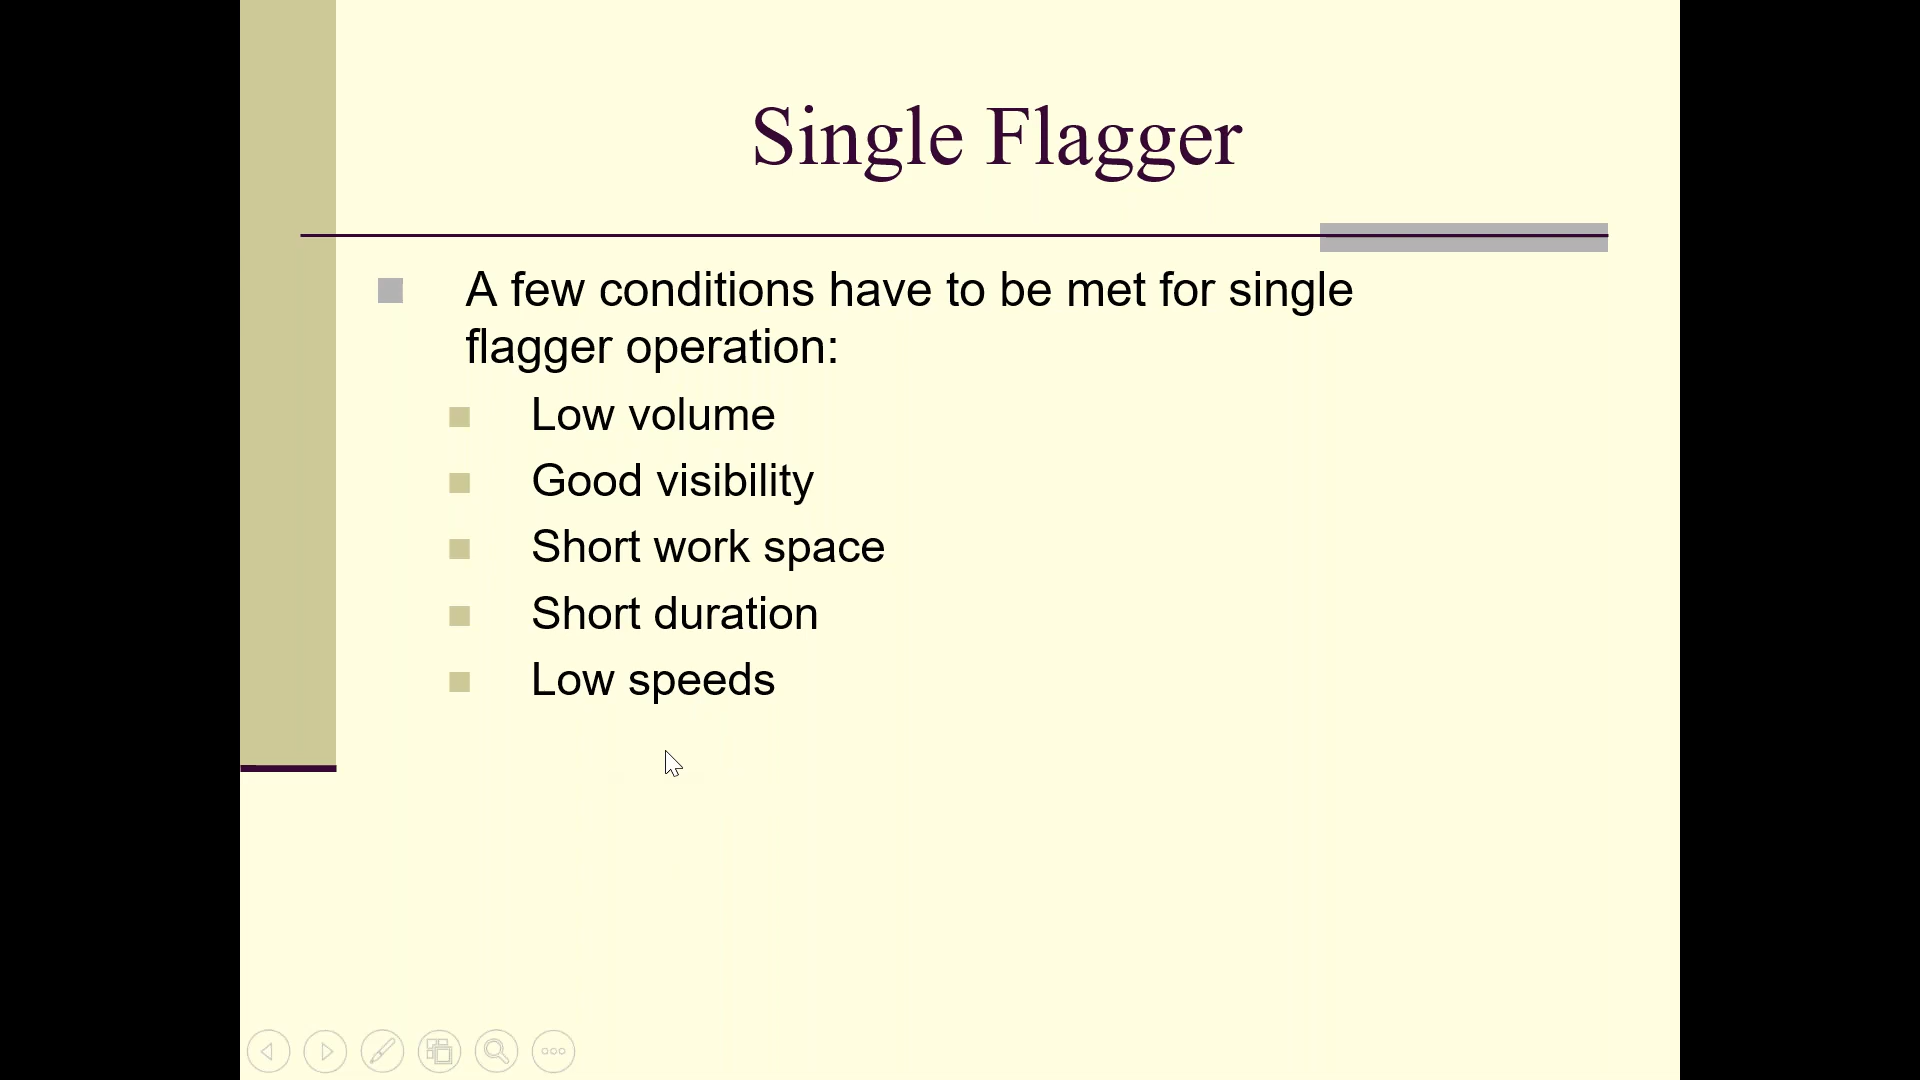 Single Flagger
A few conditions have to be met for single
flagger operation:
Low volume
Good visibility
Short work space
Short duration
Low speeds